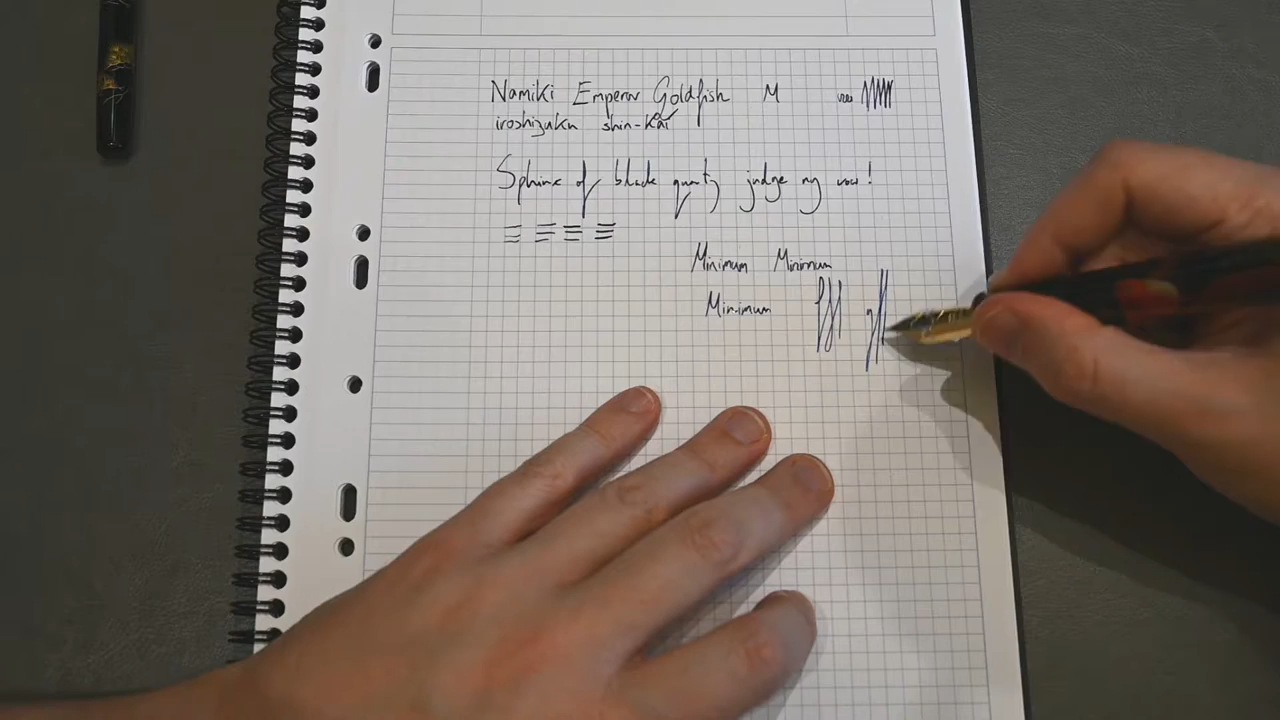 Namiki Emperor Goldfish M
iroshizuku shin-kai
Sphinx of black quartz judge my vow!
Minimum Minimum
Minimum